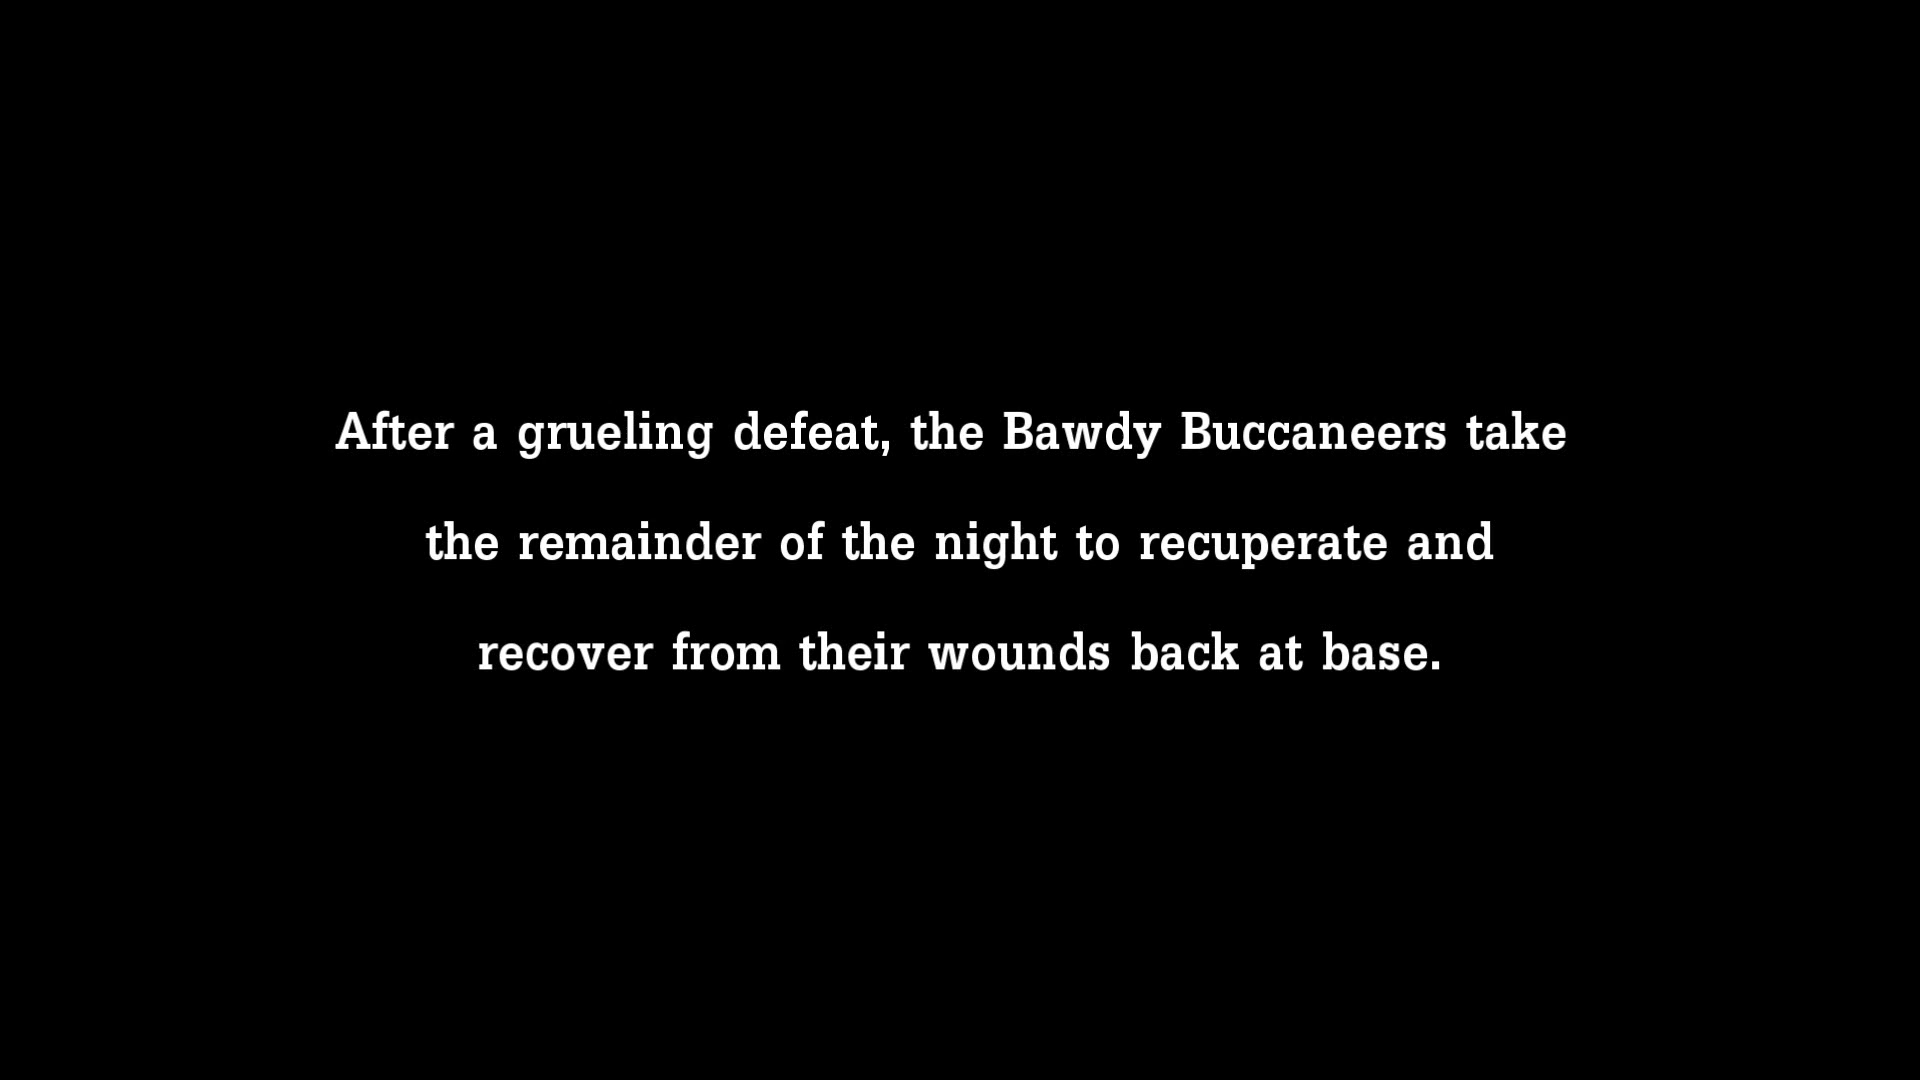 After a grueling defeat, the Bawdy Buccaneers take
the remainder of the night to recuperate and
recover from their wounds back at base.